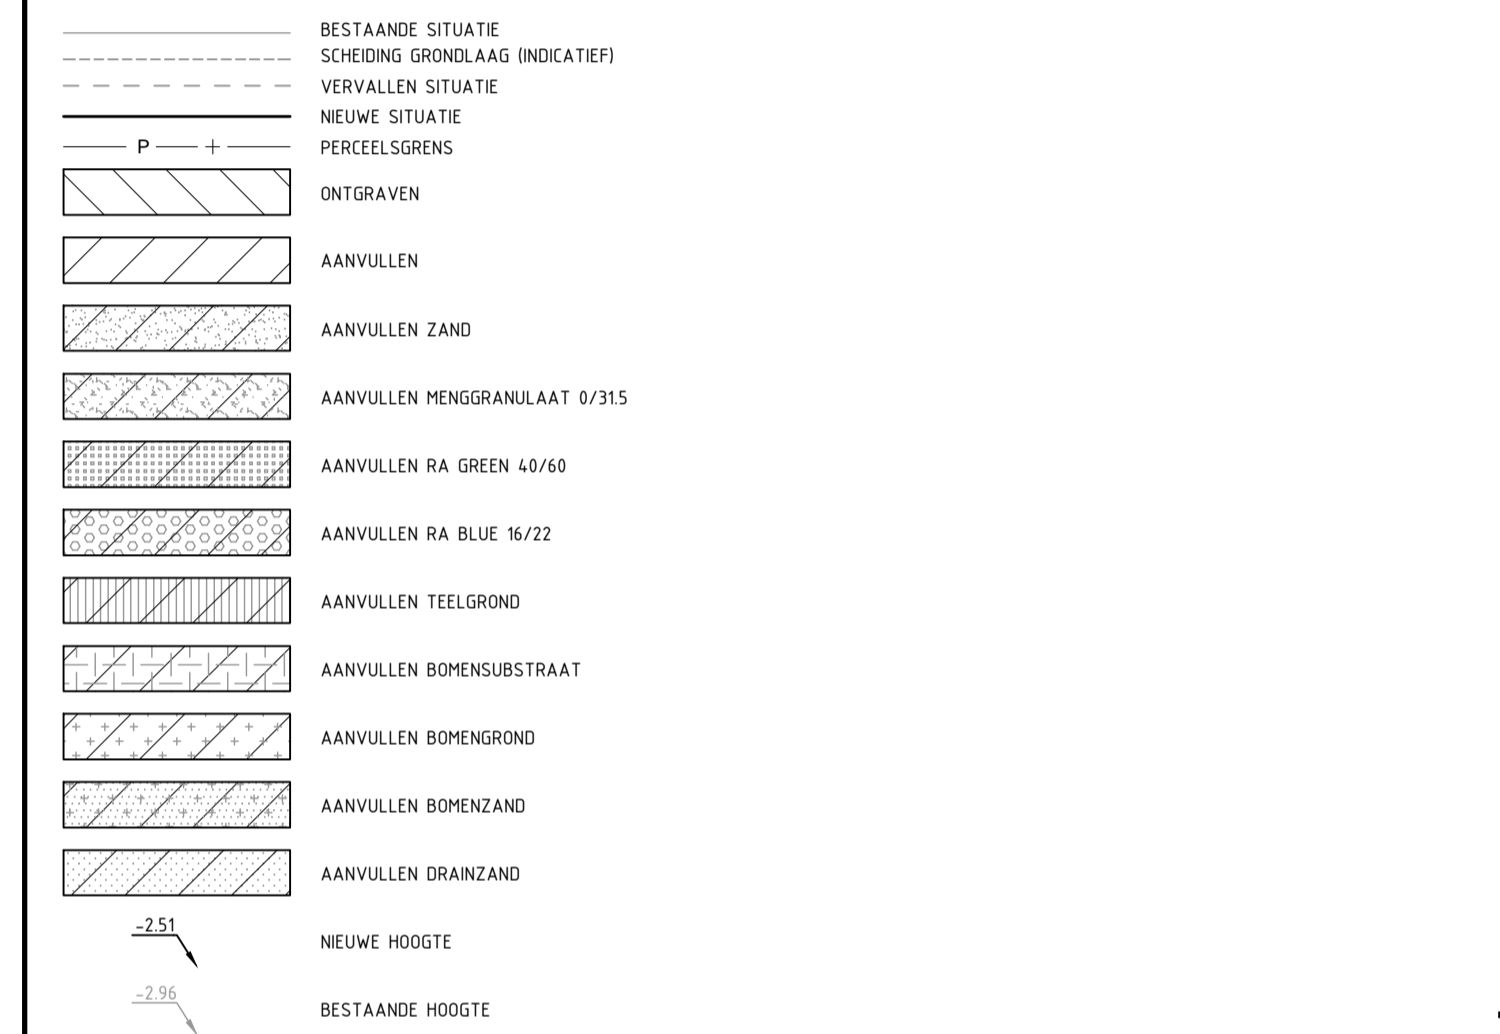 BESTAANDE SITUATIE
SCHEIDING GRONDLAAG (INDICATIEF)
VERVALLEN SITUATIE
NIEUWE SITUATIE
P + PERCEELSGRENS
ONTGRAVEN
AANVULLEN
AANVULLEN ZAND
AANVULLEN MENGGRANULAAT 0/31.5
AANVULLEN RA GREEN 40/60
AANVULLEN RA BLUE 16/22
AANVULLEN TEELGROND
AANVULLEN BOMENSUBSTRAAT
AANVULLEN BOMENGROND
AANVULLEN BOMENZAND
AANVULLEN DRAINZAND
-2.51 NIEUWE HOOGTE
-2.96 BESTAANDE HOOGTE